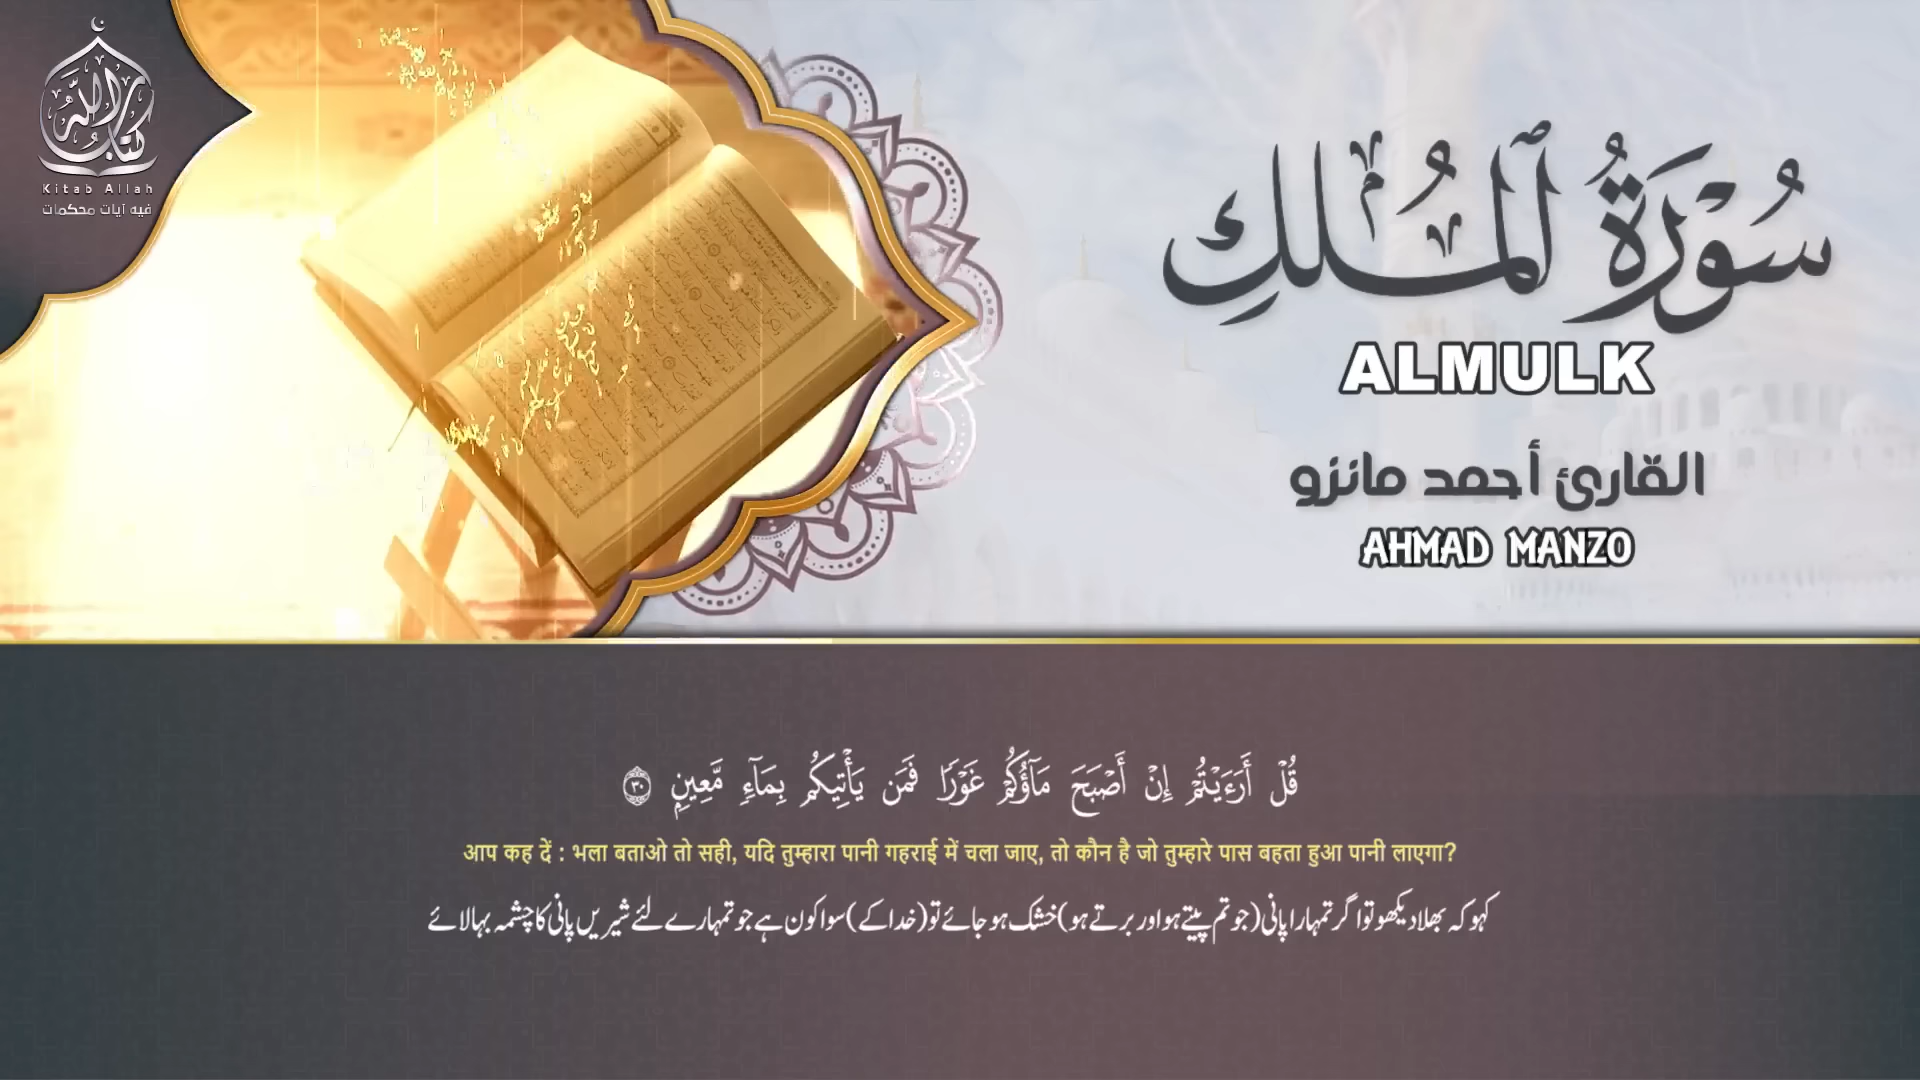 كتاب الله
Kitab Allah
فيه آيات محكمات
سُورَةُ ٱلْمُلْكِ
ALMULK
القارئ أحمد مانزو
AHMAD MANZO
قُلْ أَرَءَيْتُمْ إِنْ أَصْبَحَ مَآؤُكُمْ غَوْرًا فَمَن يَأْتِيكُم بِمَآءٍ مَّعِينٍۭ ٣٠
आप कह दें : भला बताओ तो सही, यदि तुम्हारा पानी गहराई में चला जाए, तो कौन है जो तुम्हारे पास बहता हुआ पानी लाएगा?
کہو کہ بھلا دیکھو تو اگر تمہارا پانی (جو تم پیتے ہو اور برتے ہو) خشک ہو جائے تو (خدا کے) سوا کون ہے جو تمہارے لئے شیریں پانی کا چشمہ بہا لائے